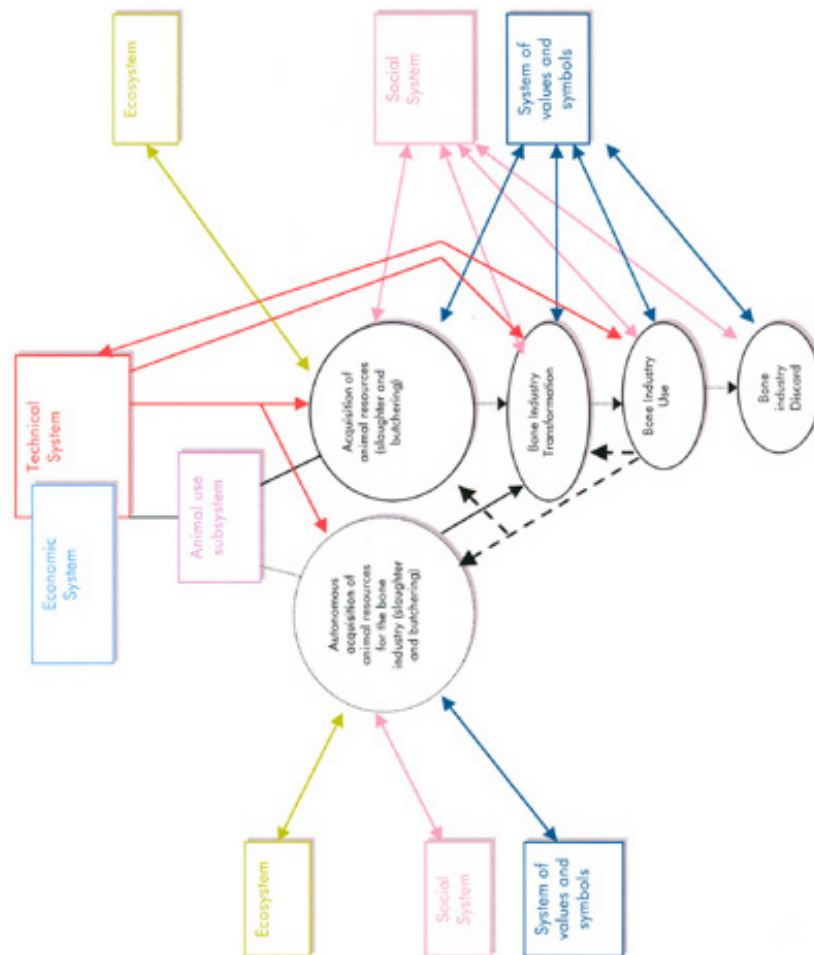 Technical
System
Economic
System
Animal use
subsystem
Ecosystem
Ecosystem
Autonomous
acquisition of
animal resources
for the bone
industry (slaughter
and butchering)
Acquisition of
animal resources
(slaughter and
butchering)
Social
System
Social
System
Bone Industry
Transformation
System of
values and
symbols
System of
values and
symbols
Bone Industry
Use
Bone
industry
Discord